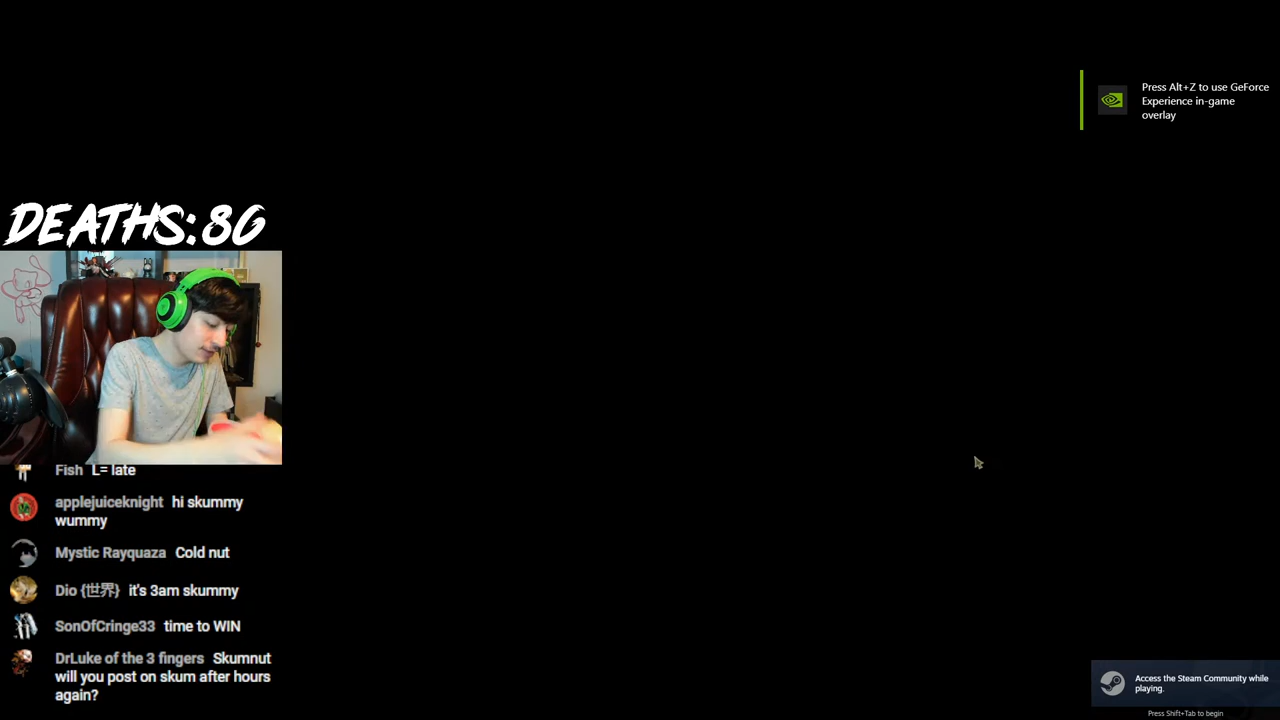 Press Alt+Z to use GeForce
Experience in-game
overlay
DEATHS:86
Fish L= late
applejuiceknight hi skummy
wummy
Mystic Rayquaza Cold nut
Dio {世界} it's 3am skummy
SonOfCringe33 time to WIN
DrLuke of the 3 fingers Skumnut
will you post on skum after hours
again?
Access the Steam Community while
playing.
Press Shift+Tab to begin